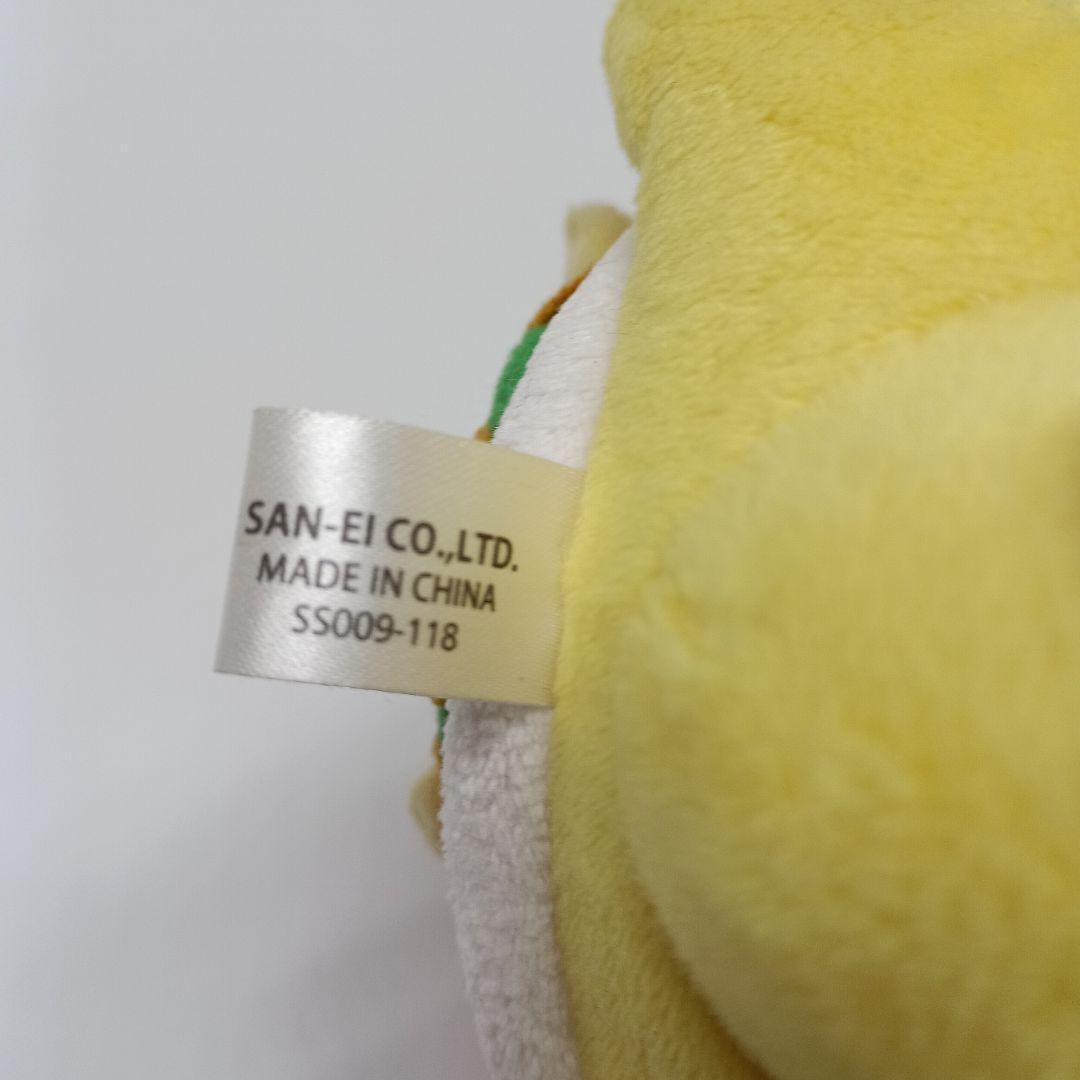 SAN-EI CO.,LTD.
MADE IN CHINA
SS009-118